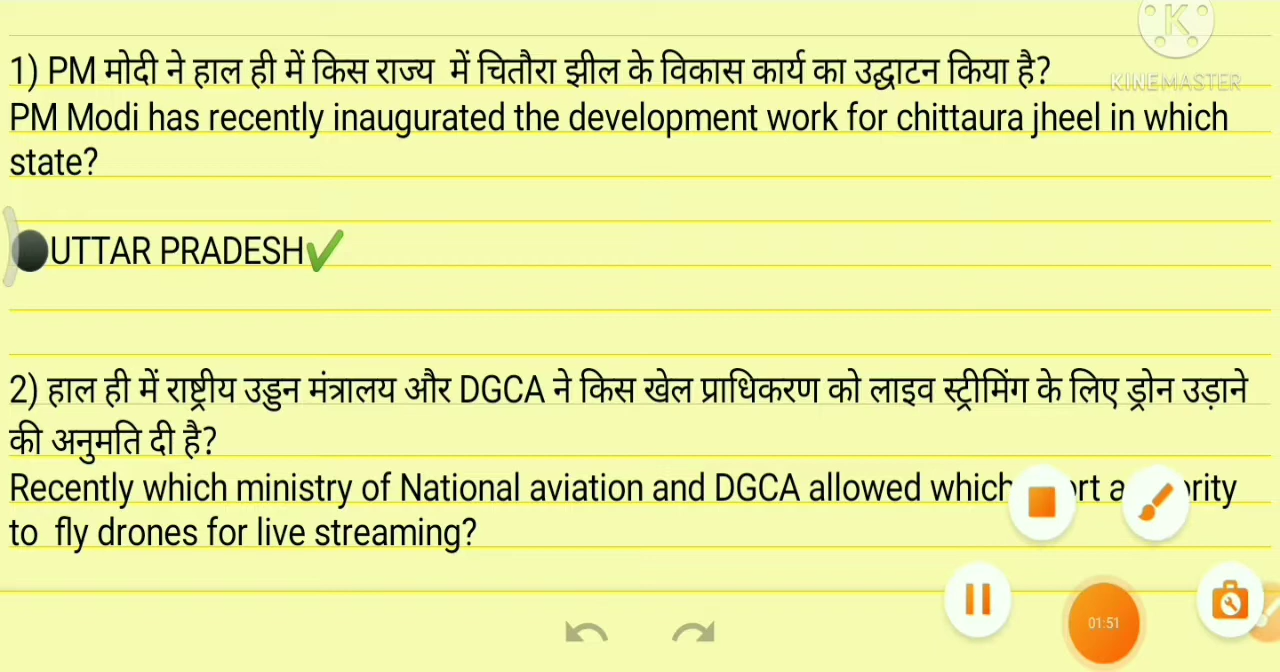 K
KINEMASTER
1) PM मोदी ने हाल ही में किस राज्य में चितौरा झील के विकास कार्य का उद्घाटन किया है?
PM Modi has recently inaugurated the development work for chittaura jheel in which
state?
UTTAR PRADESH
2) हाल ही में राष्ट्रीय उड्डन मंत्रालय और DGCA ने किस खेल प्राधिकरण को लाइव स्ट्रीमिंग के लिए ड्रोन उड़ाने
की अनुमति दी है?
Recently which ministry of National aviation and DGCA allowed which
to fly drones for live streaming?
01:51